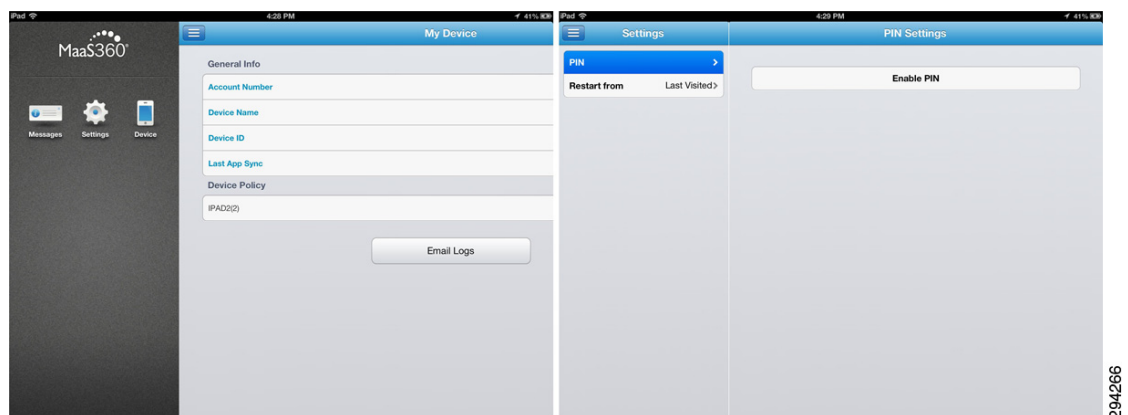 iPad 4:28 PM 41%
MaaS360
Messages Settings Device
My Device
General Info
Account Number
Device Name
Device ID
Last App Sync
Device Policy
IPAD2(2)
Email Logs
iPad 4:29 PM 41%
Settings
PIN
Restart from Last Visited
PIN Settings
Enable PIN
294266